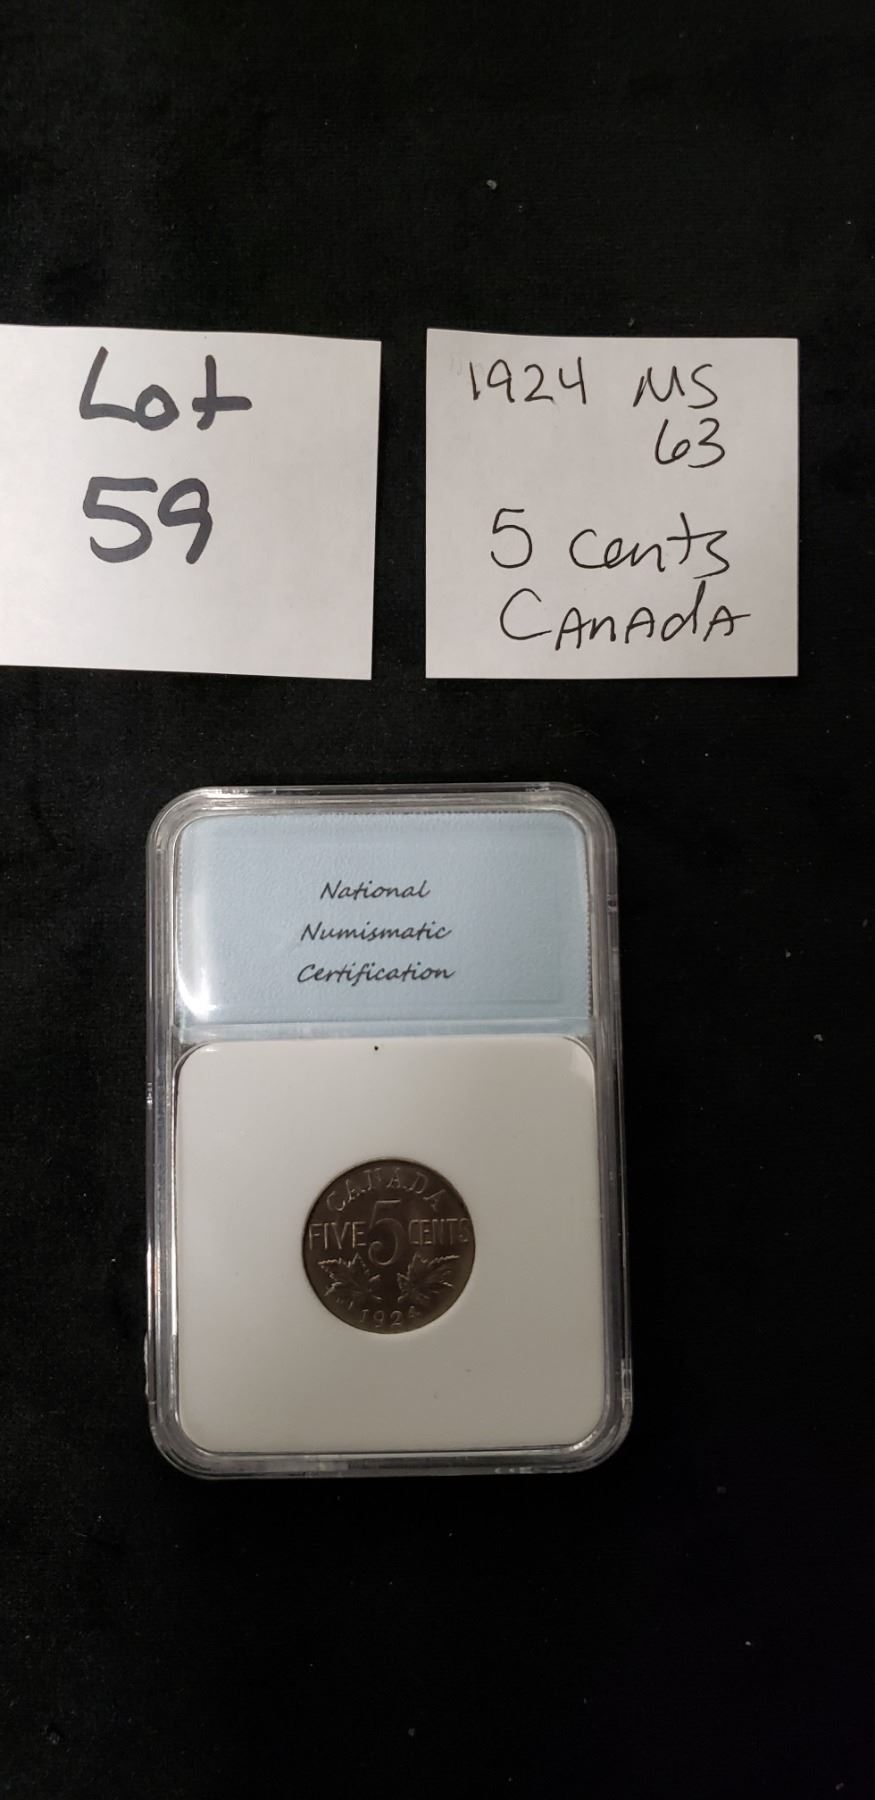 Lot
59
1924 MS
63
5 cents
CAnAdA
National
Numismatic
Certification
CANADA
FIVE 5 CENTS
1924